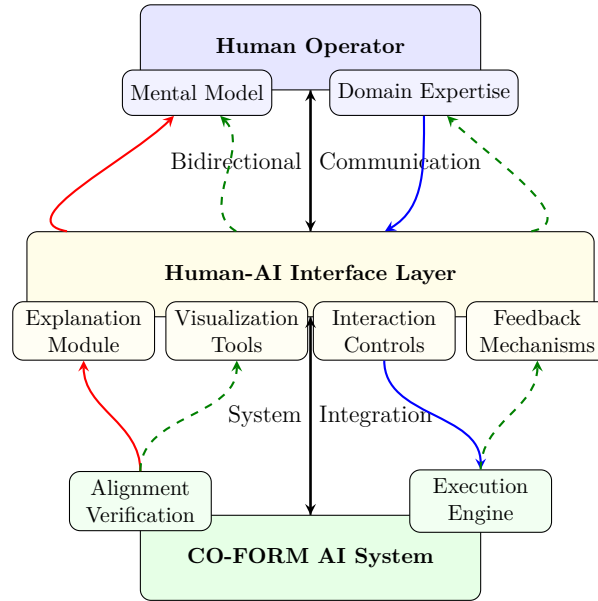 Human Operator
Mental Model
Domain Expertise
Bidirectional Communication
Human-AI Interface Layer
Explanation
Module
Visualization
Tools
Interaction
Controls
Feedback
Mechanisms
System Integration
Alignment
Verification
Execution
Engine
CO-FORM AI System